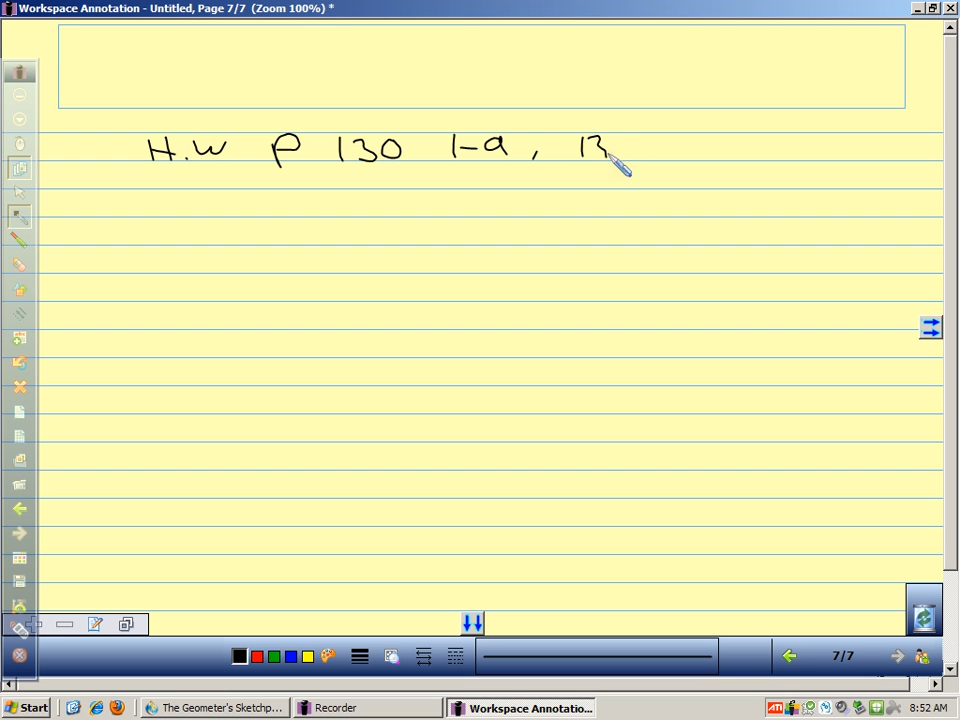 Workspace Annotation - Untitled, Page 7/7 (Zoom 100%) *
H.W P 130 1-9, 13
7/7
Start
The Geometer's Sketchp...
Recorder
Workspace Annotatio...
ATI
8:52 AM